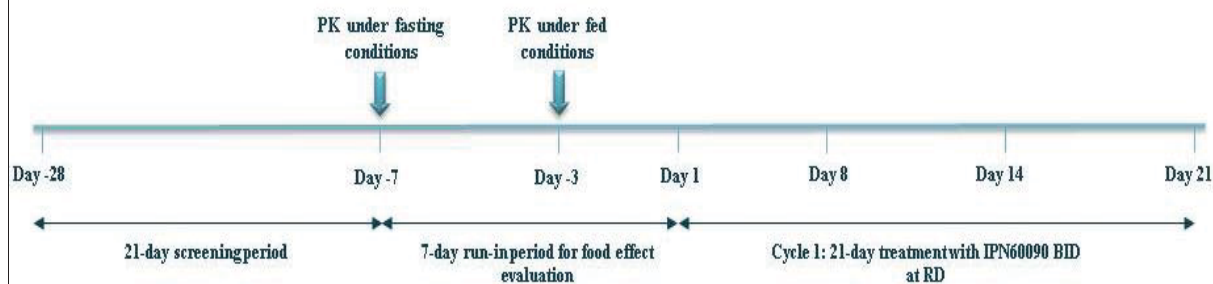 PK under fasting
conditions
PK under fed
conditions
Day -28
Day -7
Day -3
Day 1
Day 8
Day 14
Day 21
21-day screeningperiod
7-day run-in period for food effect
evaluation
Cycle 1: 21-day treatment with IPN60090 BID
at RD